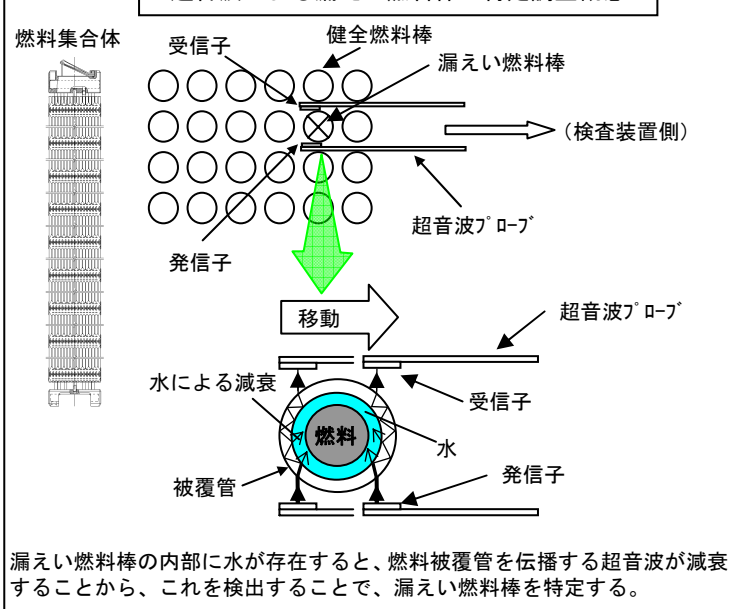 燃料集合体
受信子
健全燃料棒
漏えい燃料棒
(検査装置側)
超音波ﾌﾟﾛｰﾌﾞ
発信子
移動
超音波ﾌﾟﾛｰﾌﾞ
水による減衰
受信子
燃料
水
被覆管
発信子
漏えい燃料棒の内部に水が存在すると、燃料被覆管を伝播する超音波が減衰
することから、これを検出することで、漏えい燃料棒を特定する。